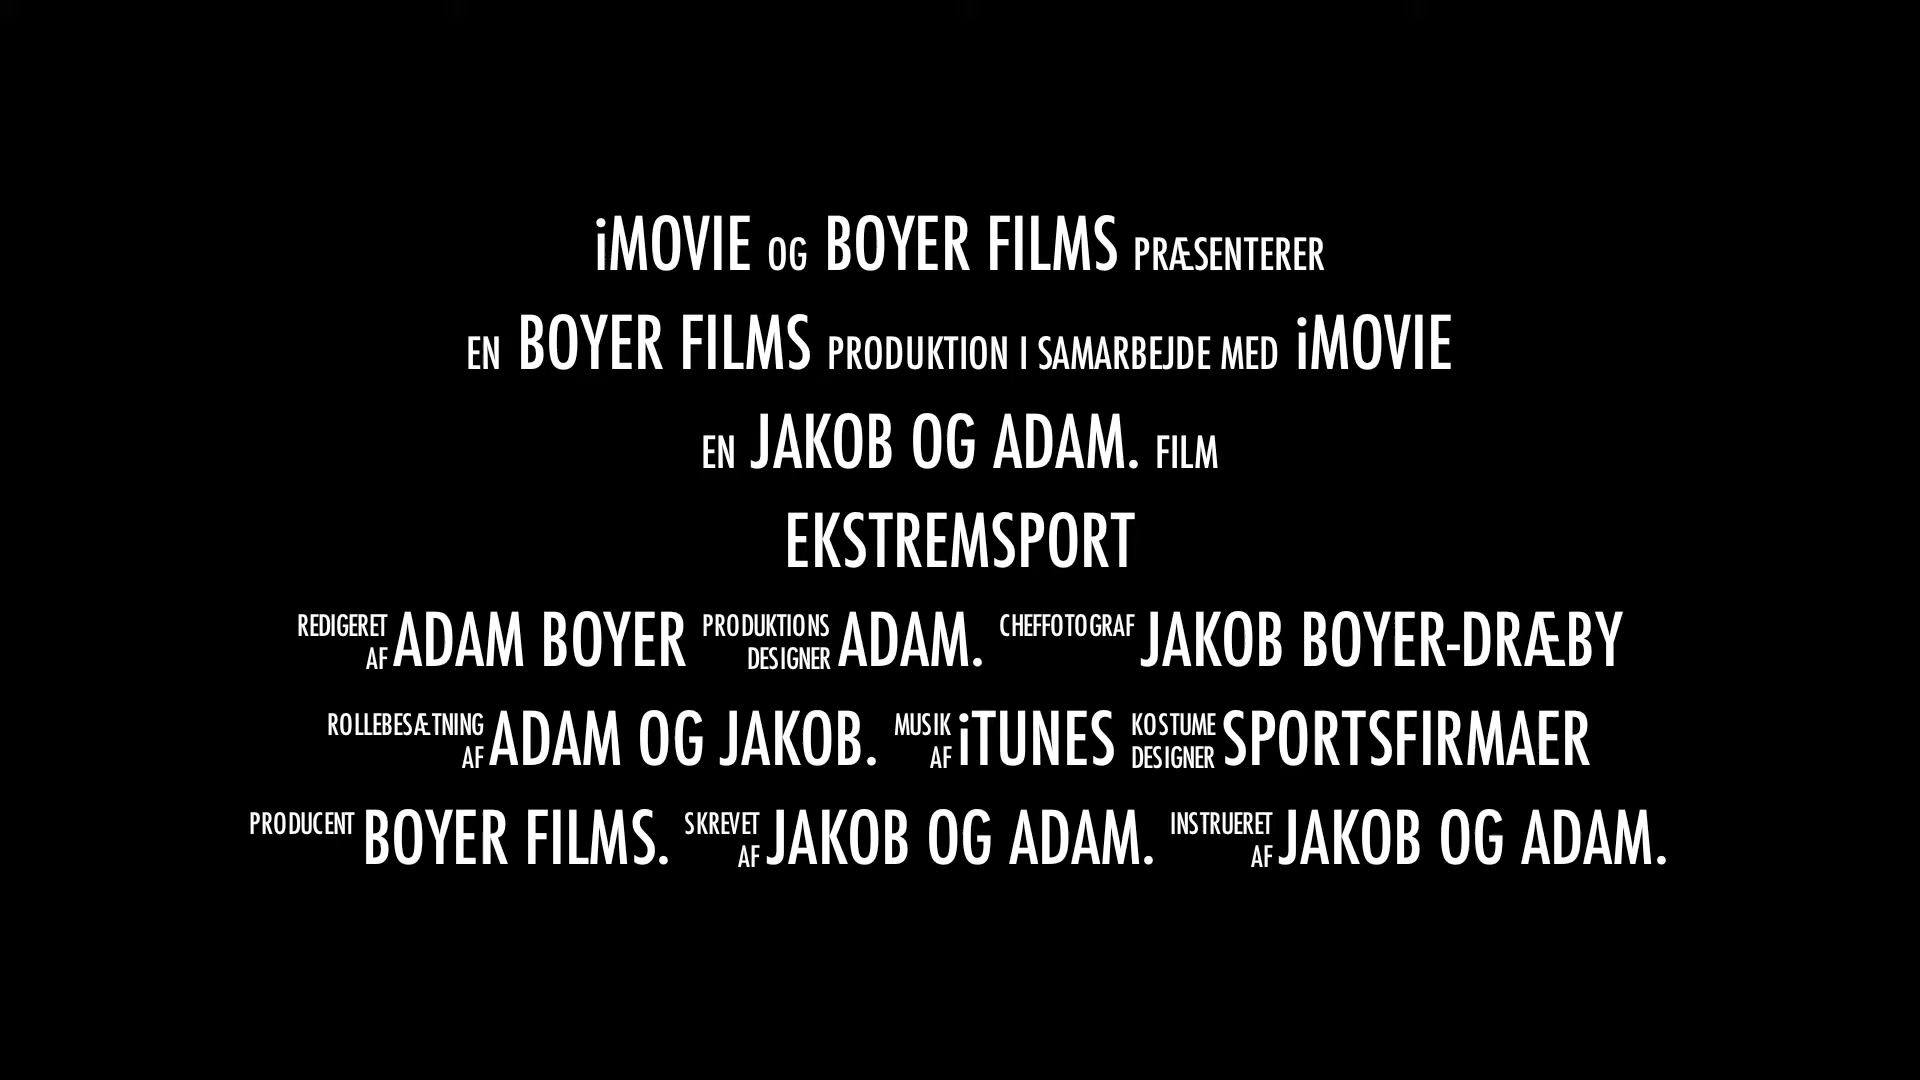 iMOVIE OG BOYER FILMS PRÆSENTERER
EN BOYER FILMS PRODUKTION I SAMARBEJDE MED iMOVIE
EN JAKOB OG ADAM. FILM
EKSTREMSPORT
REDIGERET AF ADAM BOYER PRODUKTIONS DESIGNER ADAM. CHEFFOTOGRAF JAKOB BOYER-DRÆBY
ROLLEBESÆTNING AF ADAM OG JAKOB. MUSIK AF iTUNES KOSTUME DESIGNER SPORTSFIRMAER
PRODUCENT BOYER FILMS. SKREVET AF JAKOB OG ADAM. INSTRUERET AF JAKOB OG ADAM.